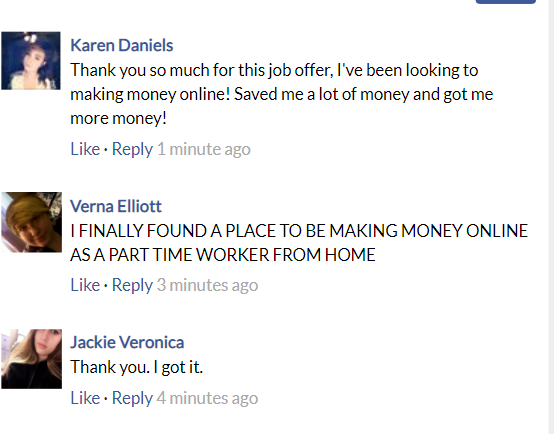 Karen Daniels
Thank you so much for this job offer, I've been looking to
making money online! Saved me a lot of money and got me
more money!
Like · Reply 1 minute ago
Verna Elliott
I FINALLY FOUND A PLACE TO BE MAKING MONEY ONLINE
AS A PART TIME WORKER FROM HOME
Like · Reply 3 minutes ago
Jackie Veronica
Thank you. I got it.
Like · Reply 4 minutes ago